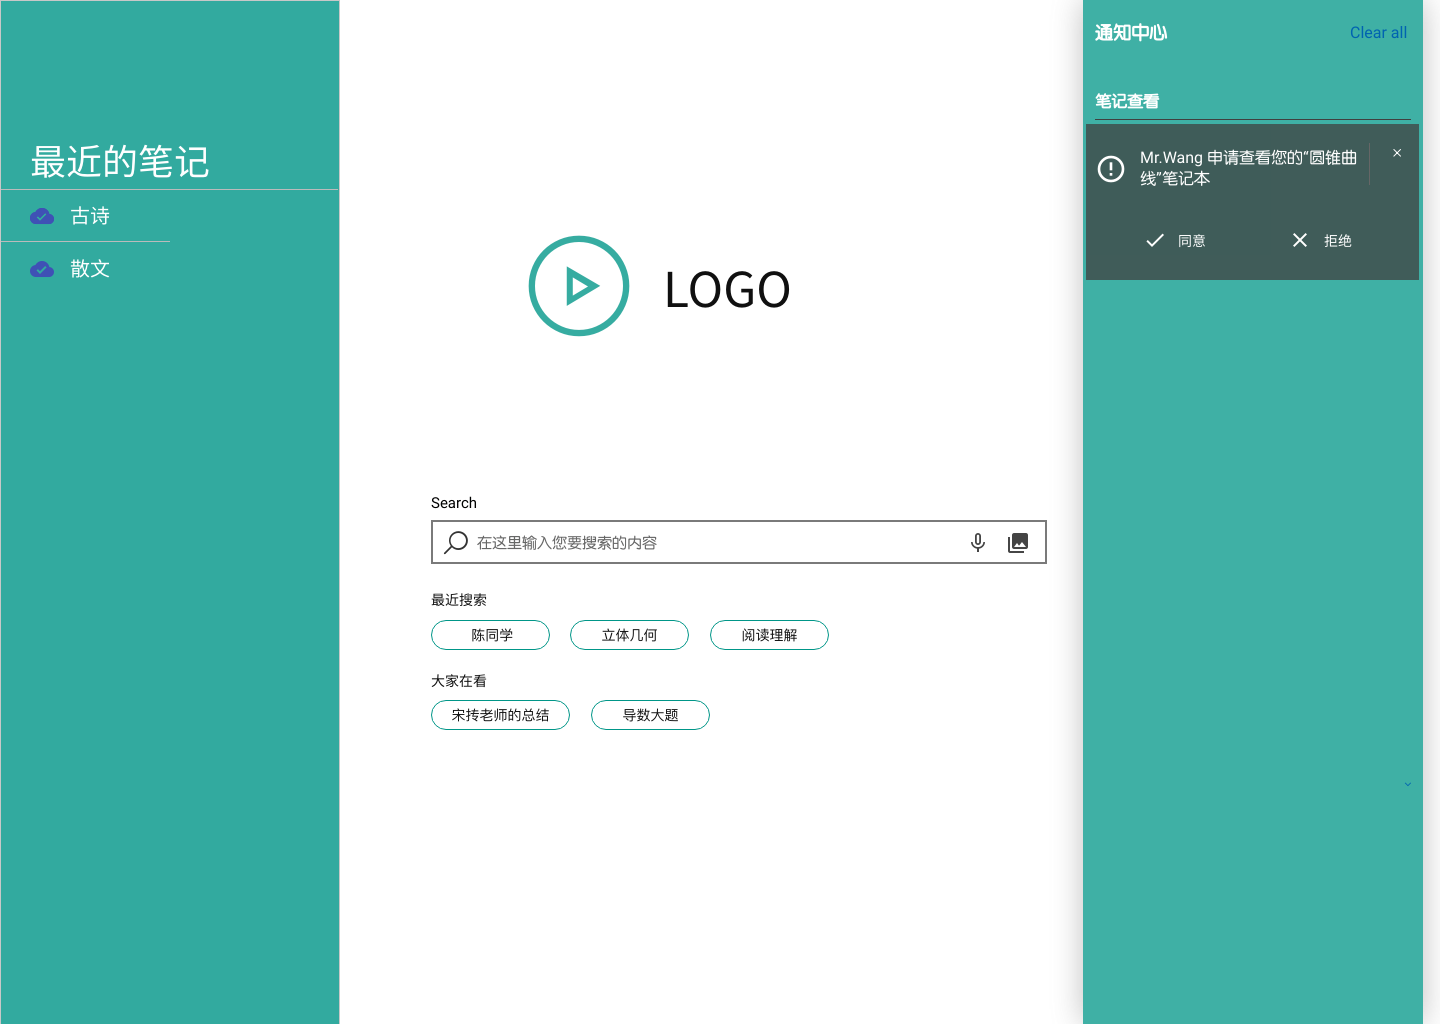 最近的笔记
古诗
散文
LOGO
Search
在这里输入您要搜索的内容
最近搜索
陈同学
立体几何
阅读理解
大家在看
宋抟老师的总结
导数大题
通知中心
Clear all
笔记查看
Mr.Wang 申请查看您的“圆锥曲
线”笔记本
同意
拒绝